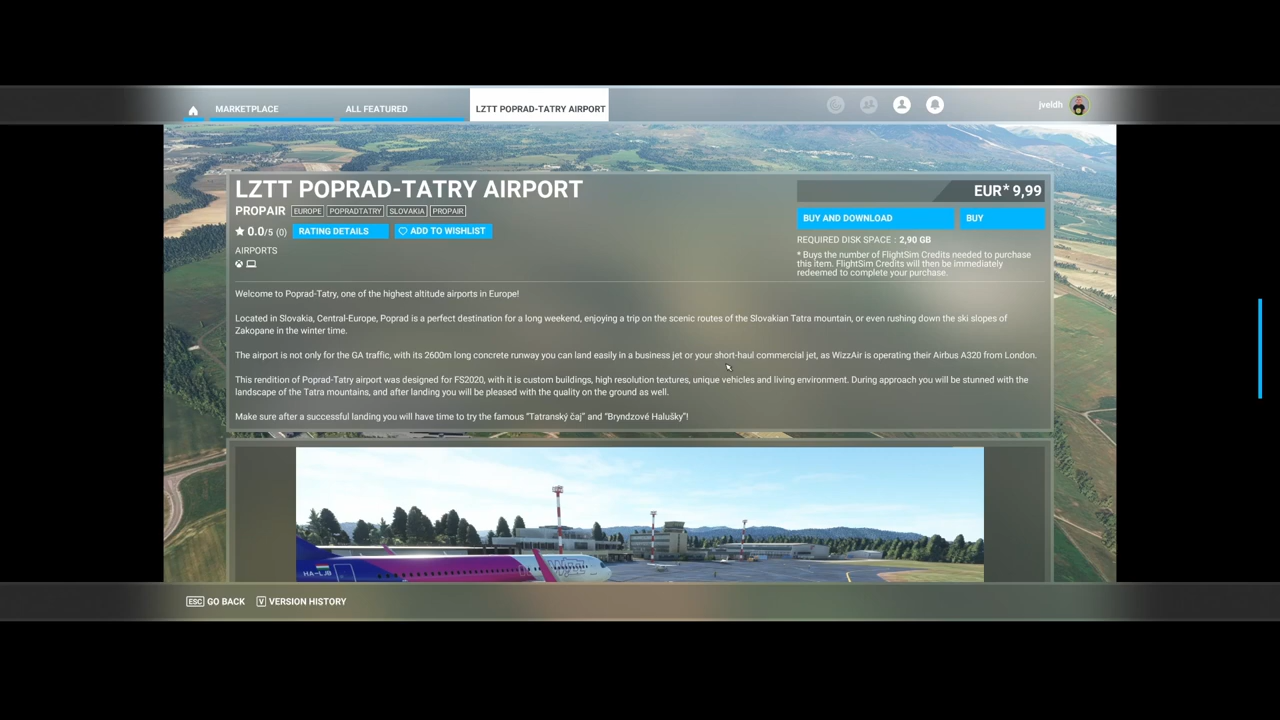 MARKETPLACE
ALL FEATURED
LZTT POPRAD-TATRY AIRPORT
jveldh
LZTT POPRAD-TATRY AIRPORT
EUR* 9,99
PROPAIR EUROPE POPRADTATRY SLOVAKIA PROPAIR
BUY AND DOWNLOAD
BUY
0.0/5 (0) RATING DETAILS ADD TO WISHLIST
REQUIRED DISK SPACE : 2,90 GB
AIRPORTS
* Buys the number of FlightSim Credits needed to purchase
this item. FlightSim Credits will then be immediately
redeemed to complete your purchase.
Welcome to Poprad-Tatry, one of the highest altitude airports in Europe!
Located in Slovakia, Central-Europe, Poprad is a perfect destination for a long weekend, enjoying a trip on the scenic routes of the Slovakian Tatra mountain, or even rushing down the ski slopes of
Zakopane in the winter time.
The airport is not only for the GA traffic, with its 2600m long concrete runway you can land easily in a business jet or your short-haul commercial jet, as WizzAir is operating their Airbus A320 from London.
This rendition of Poprad-Tatry airport was designed for FS2020, with it is custom buildings, high resolution textures, unique vehicles and living environment. During approach you will be stunned with the
landscape of the Tatra mountains, and after landing you will be pleased with the quality on the ground as well.
Make sure after a successful landing you will have time to try the famous “Tatranský čaj” and “Bryndzové Halušky”!
HA-LJB
ESC GO BACK V VERSION HISTORY